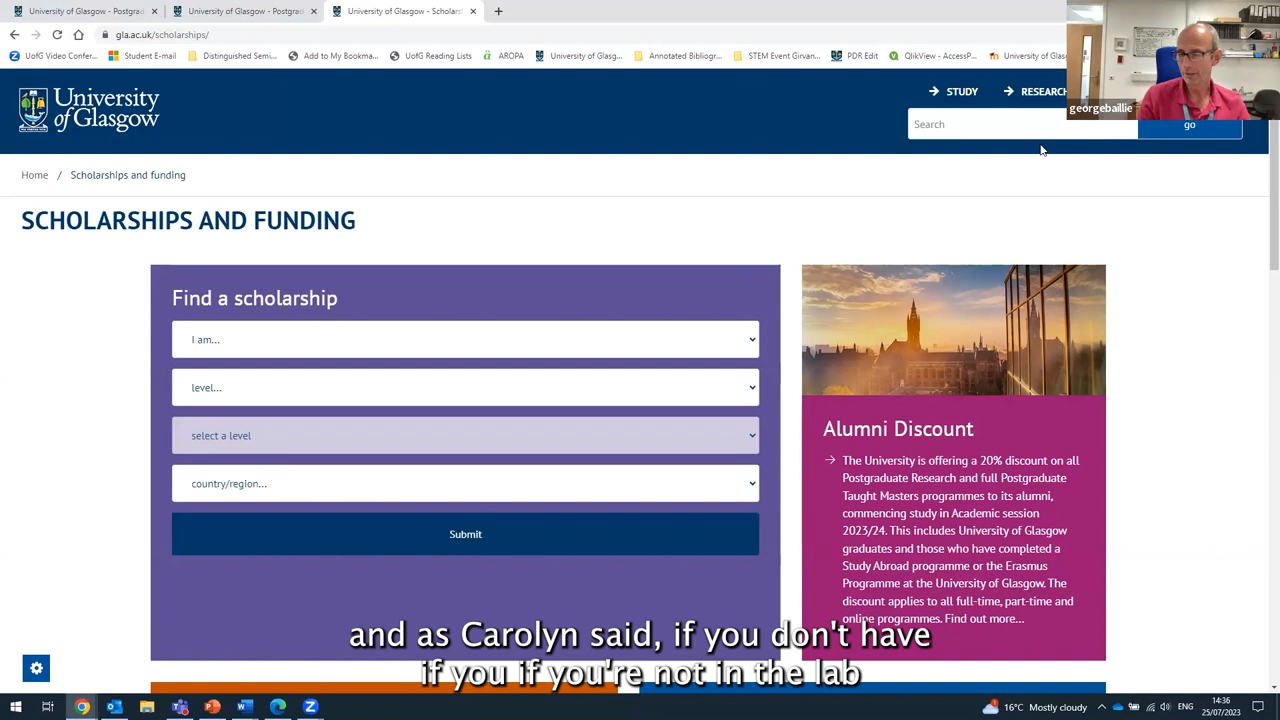 University of Glasgow - Postgra
University of Glasgow - Postgra
University of Glasgow - Scholars
gla.ac.uk/scholarships/
UofG Video Confer...
Student E-mail
Distinguished Semi...
Add to My Bookma...
UofG Reading Lists
AROPA
University of Glasg...
Annotated Bibliogr...
STEM Event Girvan...
PDR Edit
QlikView - AccessP...
University of Glasg
University
of Glasgow
STUDY
RESEARCH
georgebaillie
Search
go
Home / Scholarships and funding
SCHOLARSHIPS AND FUNDING
Find a scholarship
I am...
level...
select a level
country/region...
Submit
Alumni Discount
The University is offering a 20% discount on all
Postgraduate Research and full Postgraduate
Taught Masters programmes to its alumni,
commencing study in Academic session
2023/24. This includes University of Glasgow
graduates and those who have completed a
Study Abroad programme or the Erasmus
Programme at the University of Glasgow. The
discount applies to all full-time, part-time and
online programmes. Find out more...
and as Carolyn said, if you don't have
if you if you're not in the lab
16°C Mostly cloudy
ENG
14:36
25/07/2023